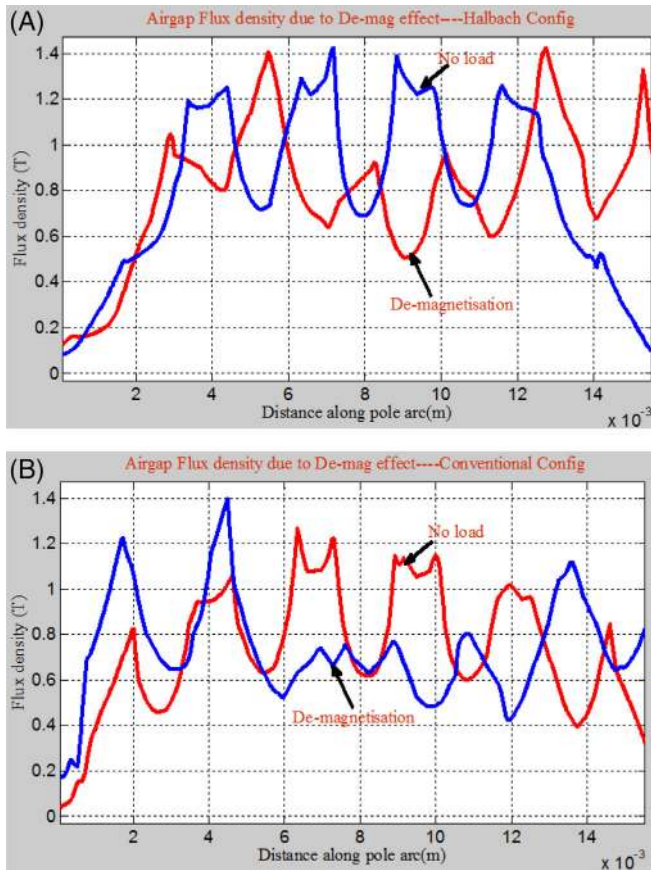 (A)
Airgap Flux density due to De-mag effect----Halbach Config
1.4
1.2
1
0.8
0.6
0.4
0.2
0
Flux density (T)
No load
De-magnetisation
2 4 6 8 10 12 14
Distance along pole arc(m)
x 10⁻³
(B)
Airgap Flux density due to De-mag effect----Conventional Config
1.4
1.2
1
0.8
0.6
0.4
0.2
0
Flux density (T)
No load
De-magnetisation
2 4 6 8 10 12 14
Distance along pole arc(m)
x 10⁻³